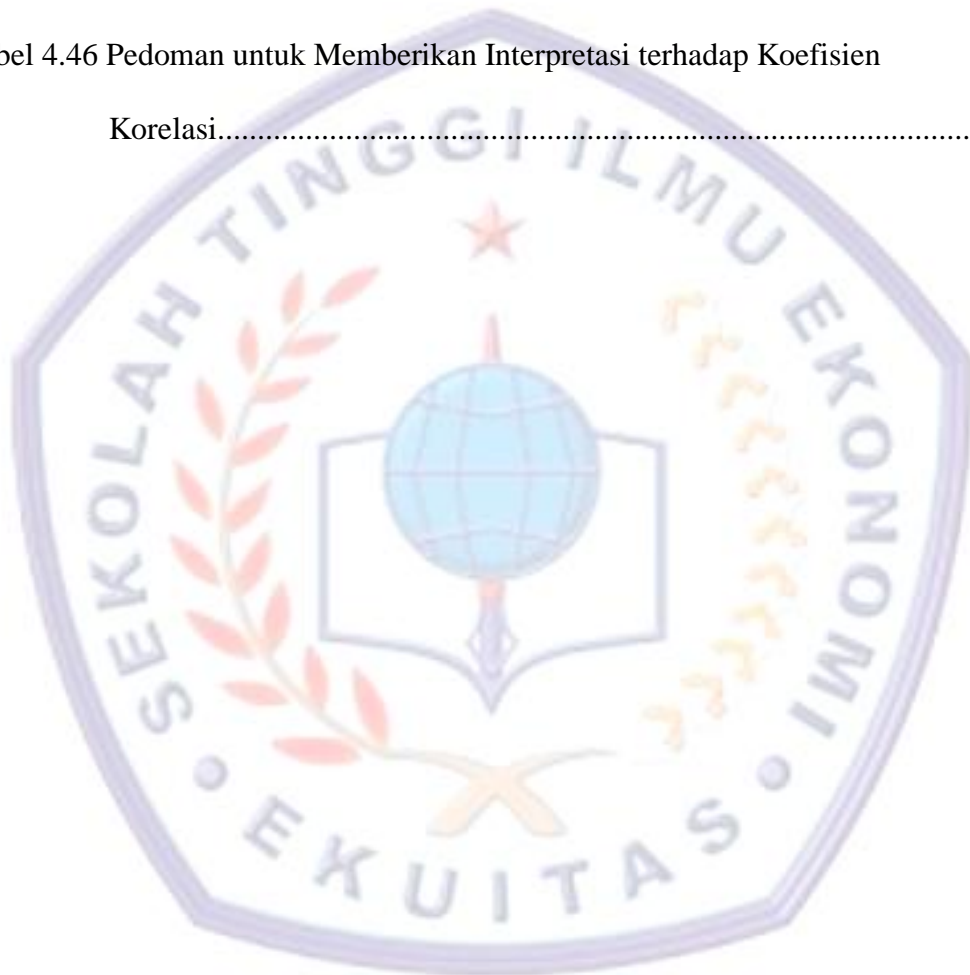 bel 4.46 Pedoman untuk Memberikan Interpretasi terhadap Koefisien
Korelasi...............................................................................................
SEKOLAH TINGGI ILMU EKONOMI
• EKUITAS •